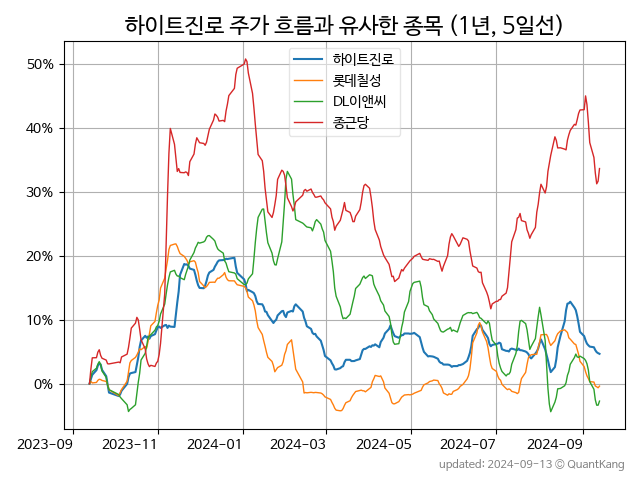 하이트진로 주가 흐름과 유사한 종목 (1년, 5일선)
하이트진로
롯데칠성
DL이앤씨
종근당
50%
40%
30%
20%
10%
0%
2023-09 2023-11 2024-01 2024-03 2024-05 2024-07 2024-09
updated: 2024-09-13 ⓒ QuantKang